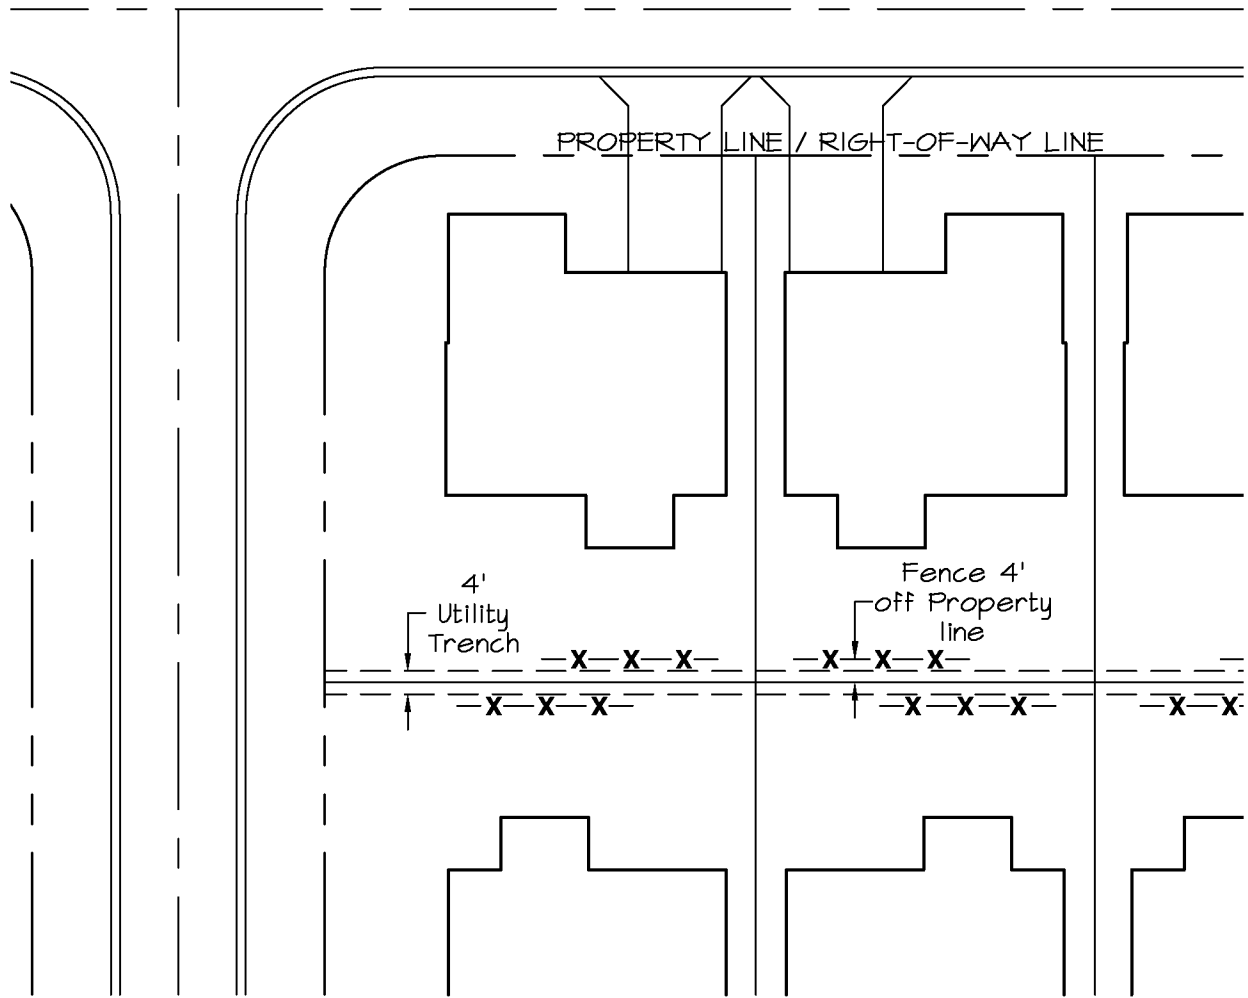 PROPERTY LINE / RIGHT-OF-WAY LINE
4'
Utility
Trench
Fence 4'
off Property
line
X X X X X X
X X X X X X X X